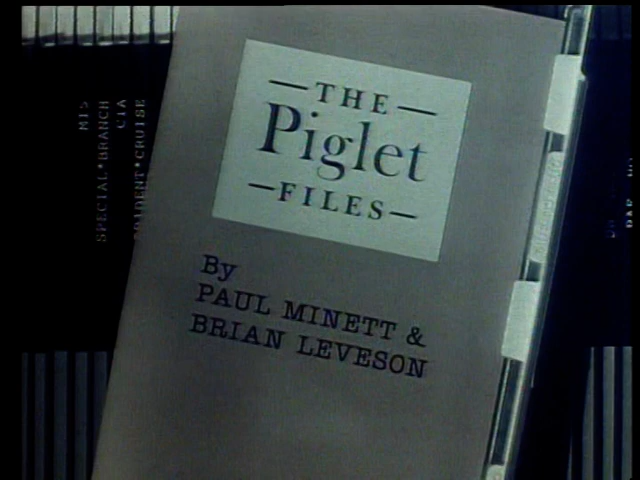 — THE —
Piglet
— FILES —
By
PAUL MINETT &
BRIAN LEVESON
MI5
SPECIAL*BRANCH
CIA